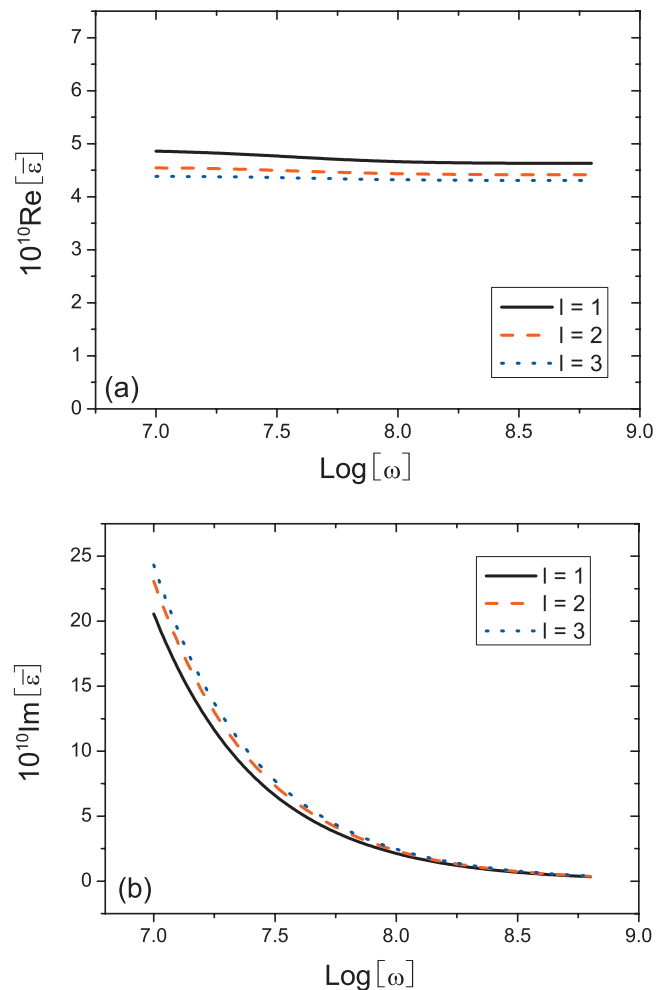 7
6
5
4
3
2
1
0
10¹⁰Re[ε̅]
l = 1
l = 2
l = 3
(a)
7.0 7.5 8.0 8.5 9.0
Log[ω]
25
20
15
10
5
0
10¹⁰Im[ε̅]
l = 1
l = 2
l = 3
(b)
7.0 7.5 8.0 8.5 9.0
Log[ω]